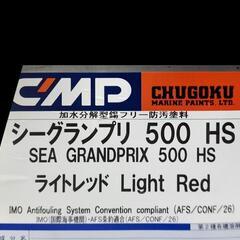 CMP
CHUGOKU
MARINE PAINTS, LTD.
加水分解型錫フリー防汚塗料
シーグランプリ 500 HS
SEA GRANDPRIX 500 HS
ライトレッド Light Red
IMO Antifouling System Convention compliant (AFS/CONF/26)
IMO(国際海事機関)・AFS条約適合(AFS/CONF/26)